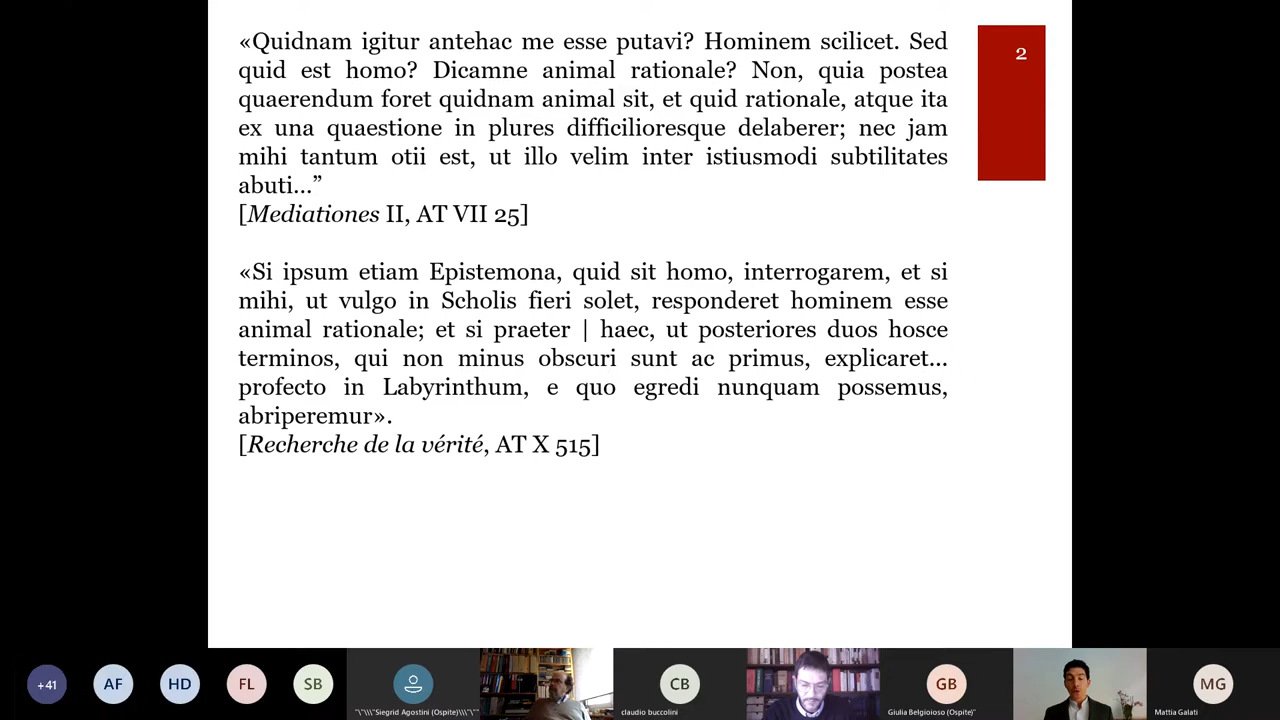 «Quidnam igitur antehac me esse putavi? Hominem scilicet. Sed
quid est homo? Dicamne animal rationale? Non, quia postea
quaerendum foret quidnam animal sit, et quid rationale, atque ita
ex una quaestione in plures difficilioresque delaberer; nec jam
mihi tantum otii est, ut illo velim inter istiusmodi subtilitates
abuti...”
[Mediationes II, AT VII 25]
2
«Si ipsum etiam Epistemona, quid sit homo, interrogarem, et si
mihi, ut vulgo in Scholis fieri solet, responderet hominem esse
animal rationale; et si praeter | haec, ut posteriores duos hosce
terminos, qui non minus obscuri sunt ac primus, explicaret...
profecto in Labyrinthum, e quo egredi nunquam possemus,
abriperemur».
[Recherche de la vérité, AT X 515]
+41
AF
HD
FL
SB
"\"\\\"Siegrid Agostini (Ospite)\\\"\"
CB
claudio buccolini
GB
Giulia Belgioioso (Ospite)"
MG
Mattia Galati